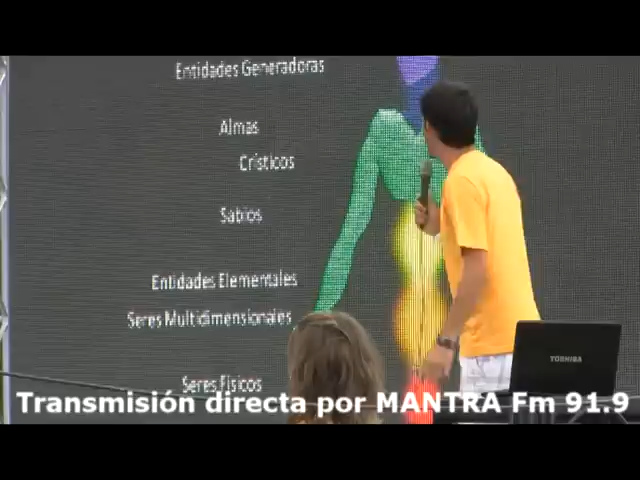 Entidades Generadoras
Almas
Crísticos
Sabios
Entidades Elementales
Seres Multidimensionales
Seres Físicos
TOSHIBA
Transmisión directa por MANTRA Fm 91.9